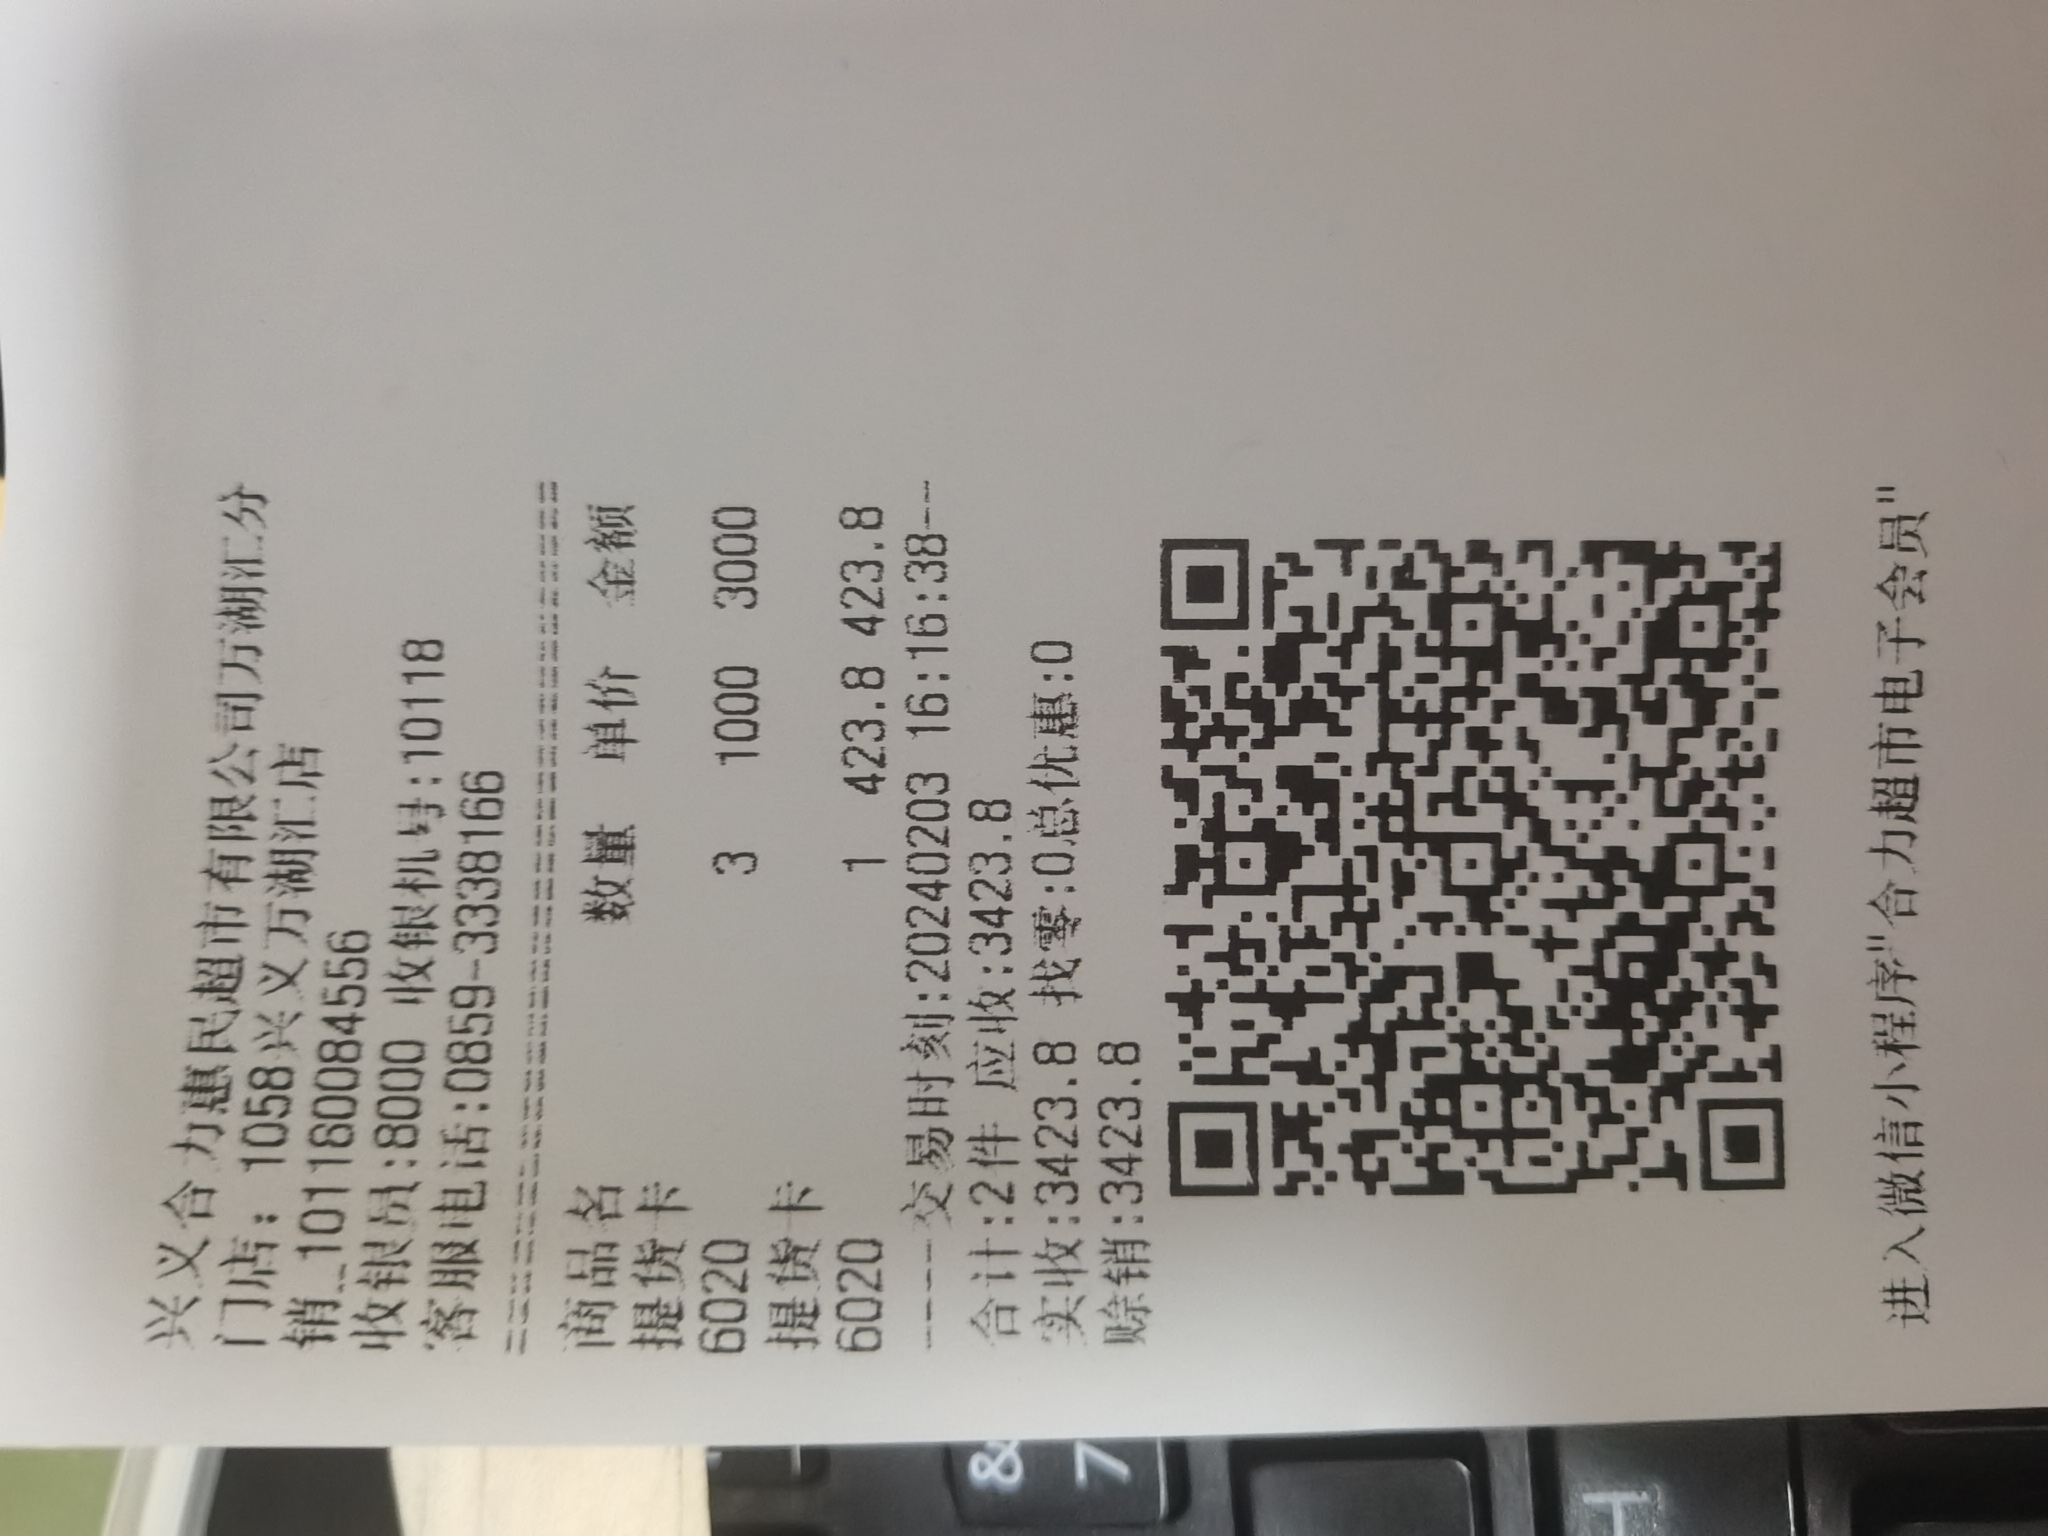 兴义合力惠民超市有限公司万湖汇分
门店: 1058兴义万湖汇店
销_1011860084556
收银员:8000 收银机号:10118
客服电话:0859-3338166
商品名 数量 单价 金额
提货卡
6020 3 1000 3000
提货卡
6020 1 423.8 423.8
----交易时刻:20240203 16:16:38--
合计:2件 应收:3423.8
实收:3423.8 找零:0总优惠:0
赊销:3423.8
进入微信小程序"合力超市电子会员"
&
7
T